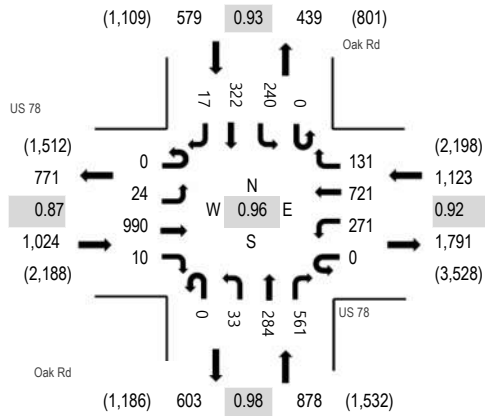 (1,109) 579 0.93 439 (801)
Oak Rd
17 322 240 0
US 78
(1,512)
771
0.87
1,024
(2,188)
0
24
990
10
N
W 0.96 E
S
131
721
271
0
(2,198)
1,123
0.92
1,791
(3,528)
0 33 284 561
US 78
Oak Rd
(1,186) 603 0.98 878 (1,532)